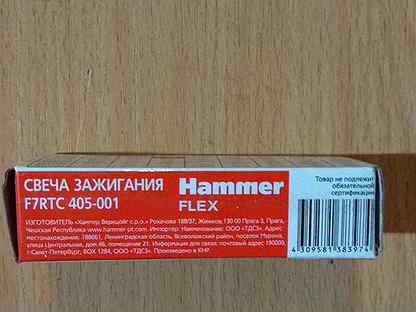 СВЕЧА ЗАЖИГАНИЯ
F7RTC 405-001
Hammer
FLEX
ИЗГОТОВИТЕЛЬ «Хаммер Веркцойг с.р.о.» Рохачова 188/37, Жижков, 130 00 Прага 3, Прага,
Чешская Республика www.hammer-pt.com. Импортер: Наименование: ООО «ТДСЗ». Адрес
местонахождения: 188661, Ленинградская область, Всеволожский район, поселок Мурино,
улица Центральная, дом 46, помещение 21. Информация для связи: почтовый адрес 190000,
г. Санкт-Петербург, BOX 1284, ООО «ТДСЗ». Произведено в КНР.
Товар не подлежит
обязательной
сертификации
4 309581 383974